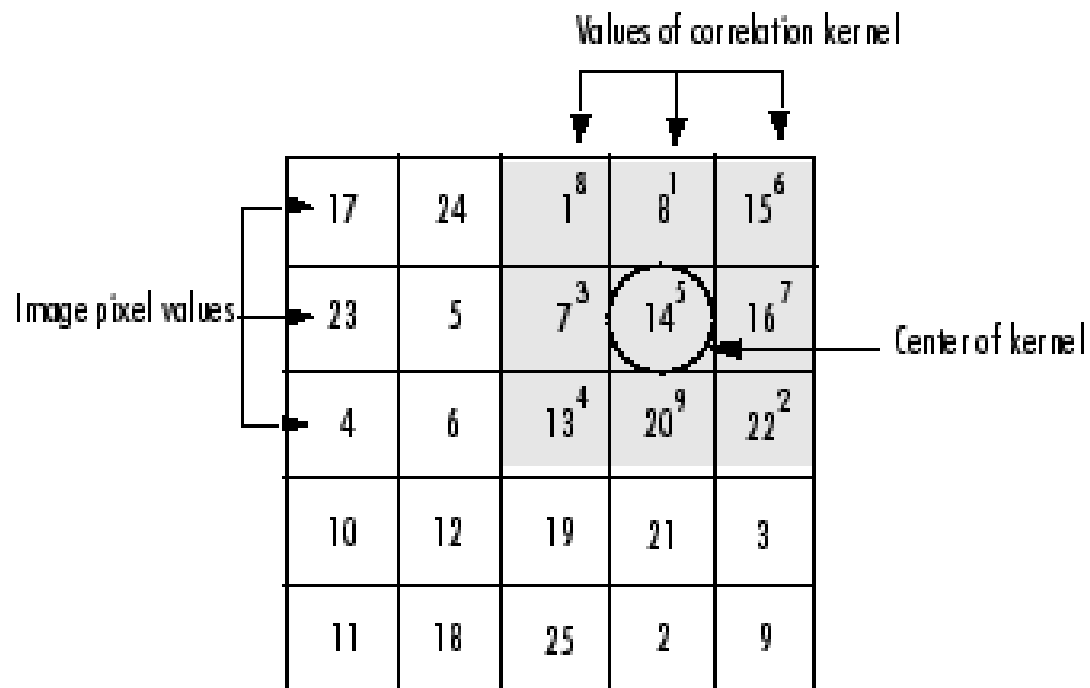 Values of correlation kernel
17 24 1 8 8 1 15 6
Image pixel values 23 5 7 3 14 5 16 7
Center of kernel
4 6 13 4 20 9 22 2
10 12 19 21 3
11 18 25 2 9